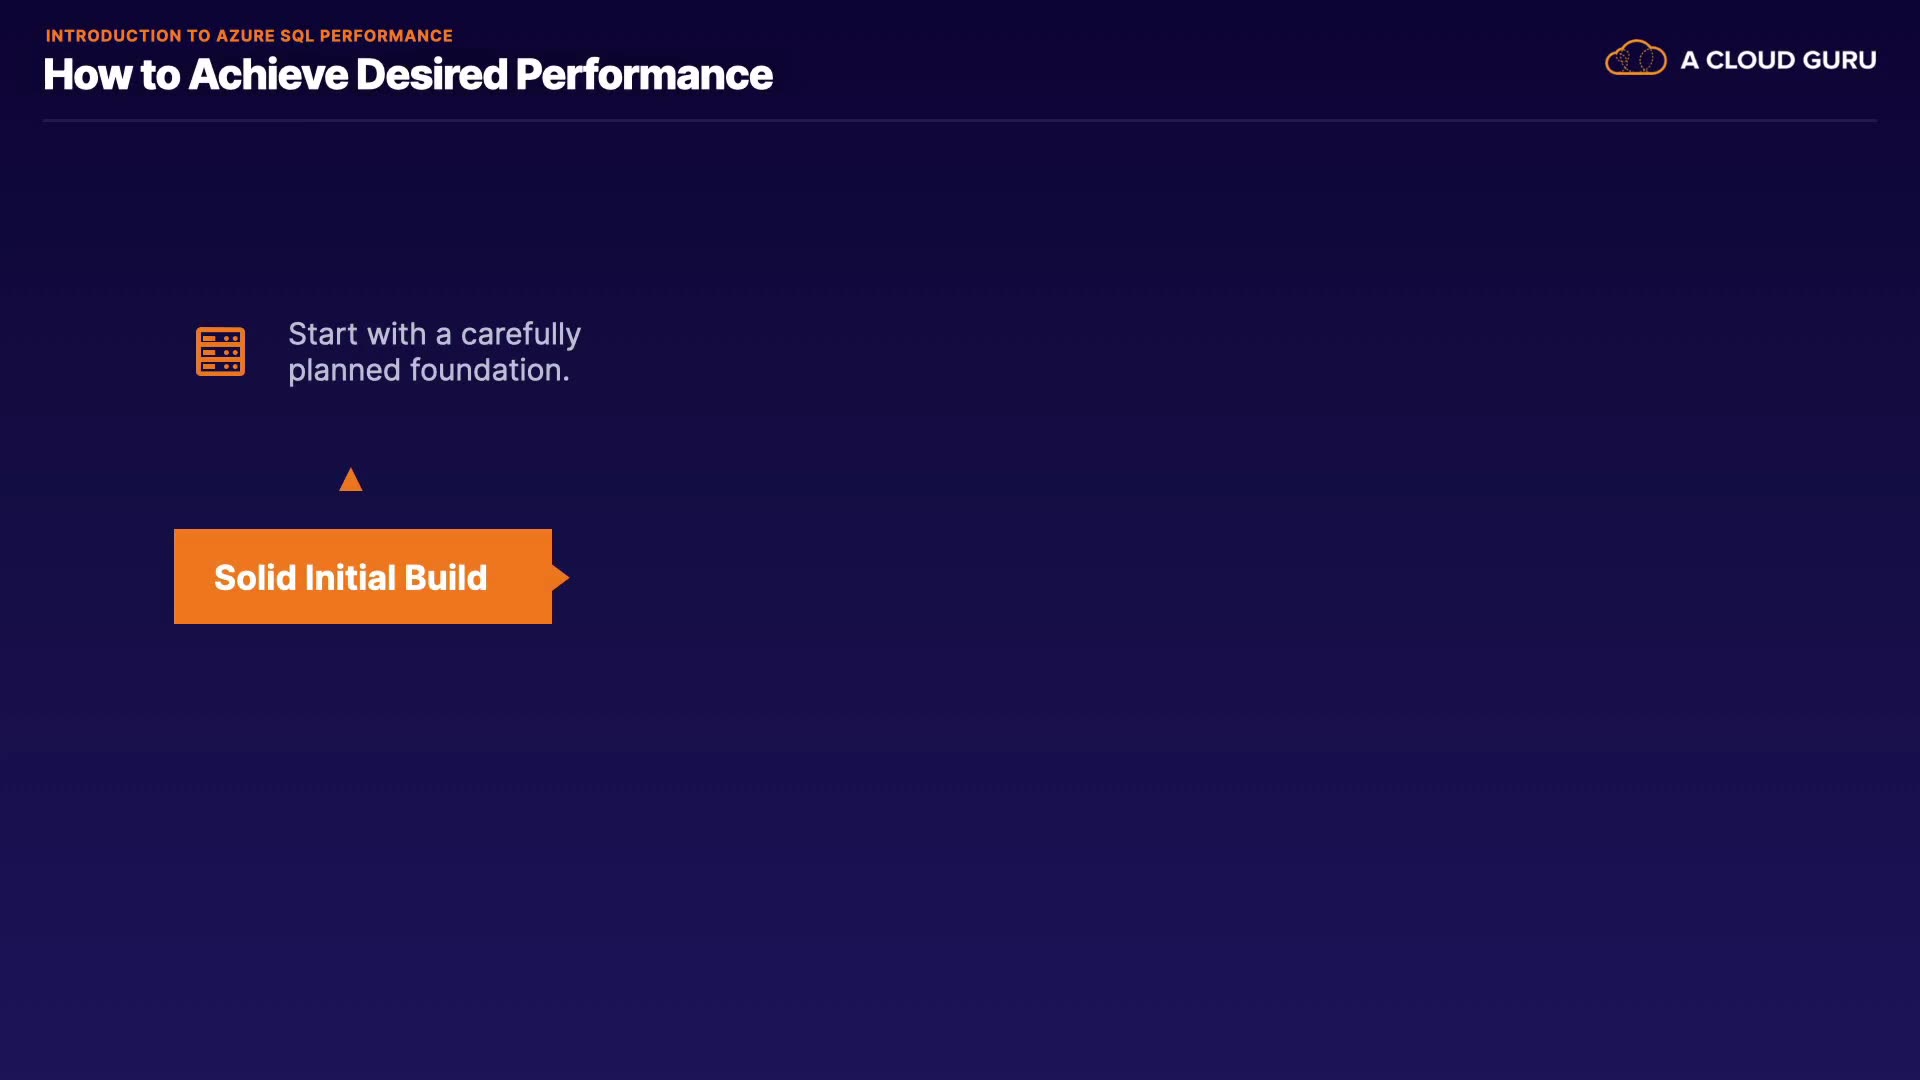 INTRODUCTION TO AZURE SQL PERFORMANCE
How to Achieve Desired Performance
A CLOUD GURU
Start with a carefully
planned foundation.
Solid Initial Build